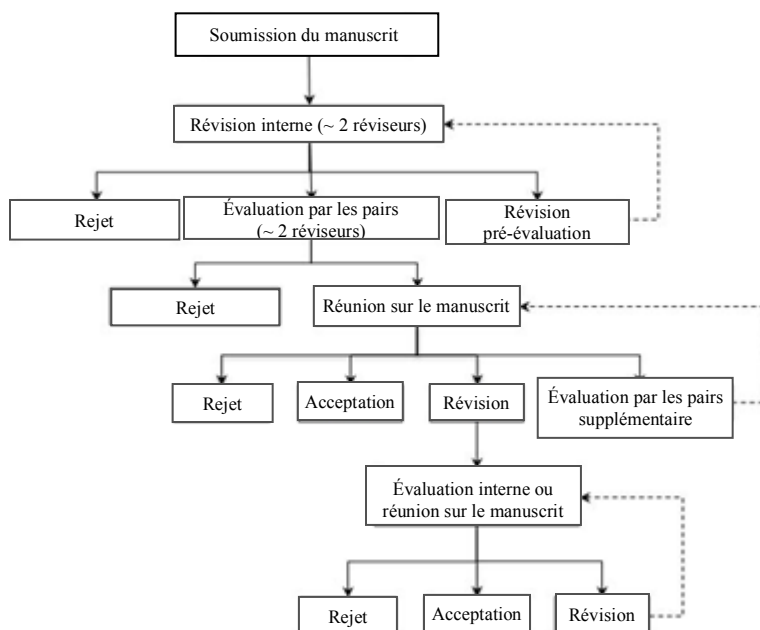 Soumission du manuscrit
Révision interne (~ 2 réviseurs)
Rejet
Évaluation par les pairs
(~ 2 réviseurs)
Révision
pré-évaluation
Rejet
Réunion sur le manuscrit
Rejet
Acceptation
Révision
Évaluation par les pairs
supplémentaire
Évaluation interne ou
réunion sur le manuscrit
Rejet
Acceptation
Révision